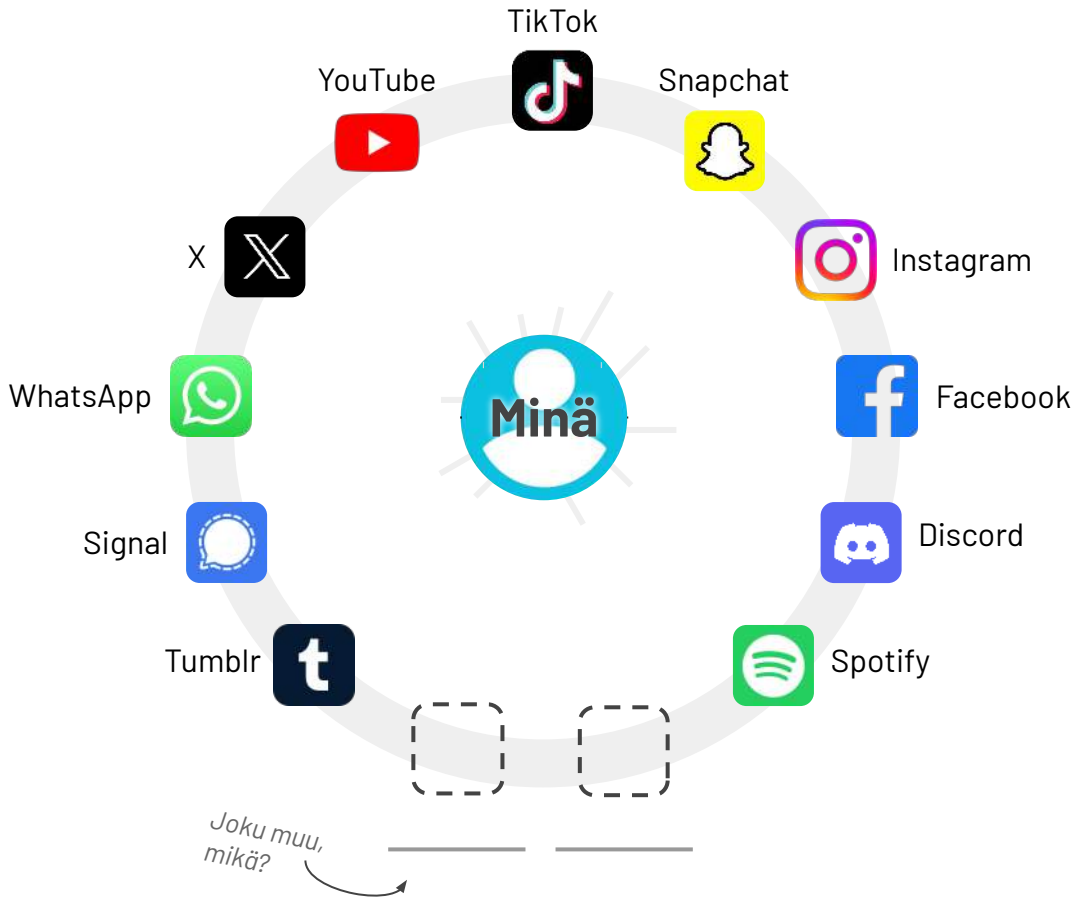 TikTok
YouTube
Snapchat
X
Instagram
WhatsApp
Minä
Facebook
Signal
Discord
Tumblr
Spotify
Joku muu,
mikä?